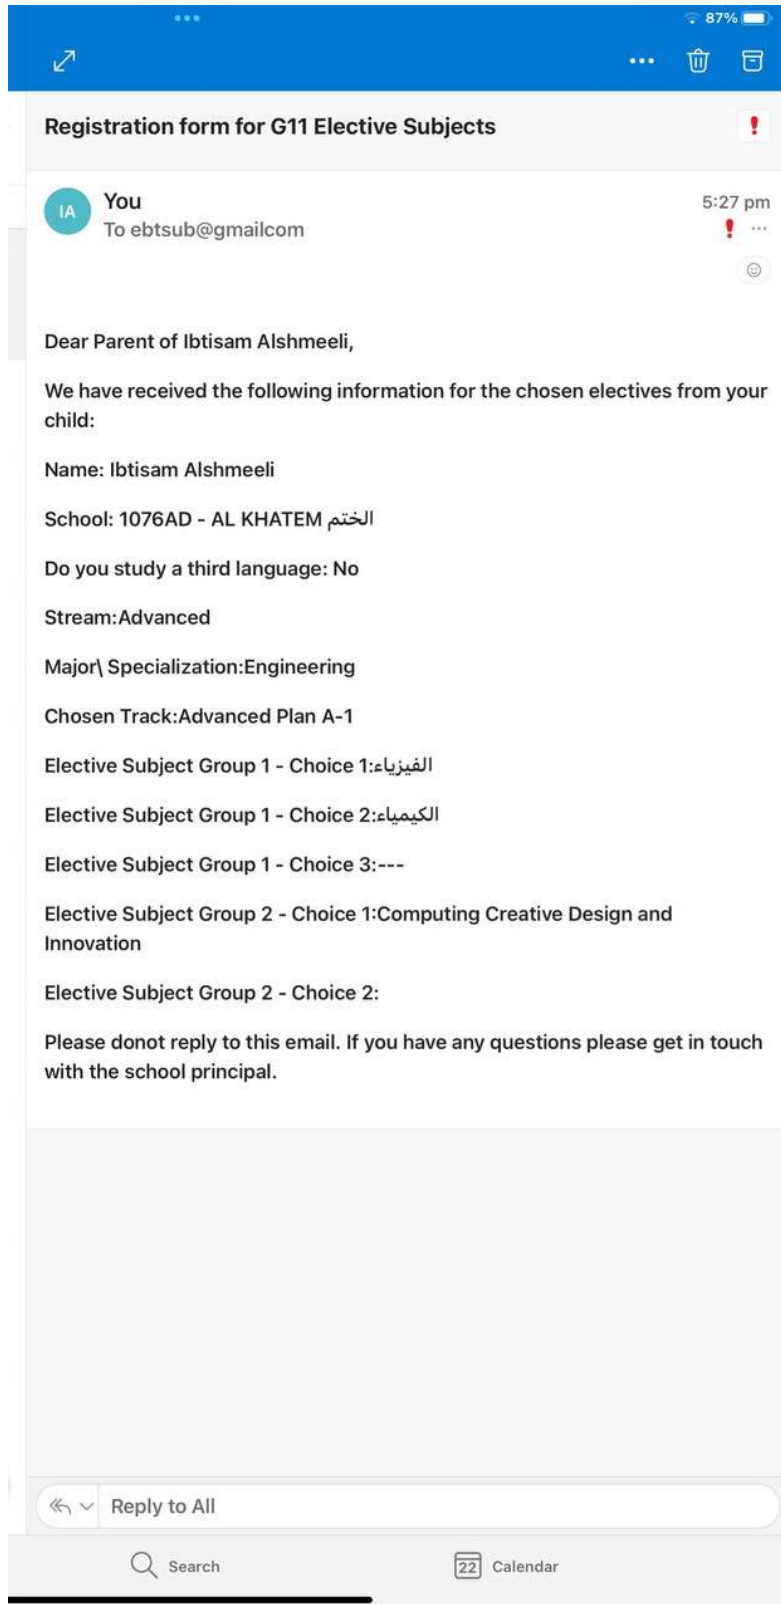 87%
Registration form for G11 Elective Subjects
IA
You
5:27 pm
To ebtsub@gmailcom
Dear Parent of Ibtisam Alshmeeli,
We have received the following information for the chosen electives from your
child:
Name: Ibtisam Alshmeeli
School: 1076AD - AL KHATEM الختم
Do you study a third language: No
Stream:Advanced
Major\ Specialization:Engineering
Chosen Track:Advanced Plan A-1
Elective Subject Group 1 - Choice 1:الفيزياء
Elective Subject Group 1 - Choice 2:الكيمياء
Elective Subject Group 1 - Choice 3:---
Elective Subject Group 2 - Choice 1:Computing Creative Design and
Innovation
Elective Subject Group 2 - Choice 2:
Please donot reply to this email. If you have any questions please get in touch
with the school principal.
Reply to All
Search
22 Calendar